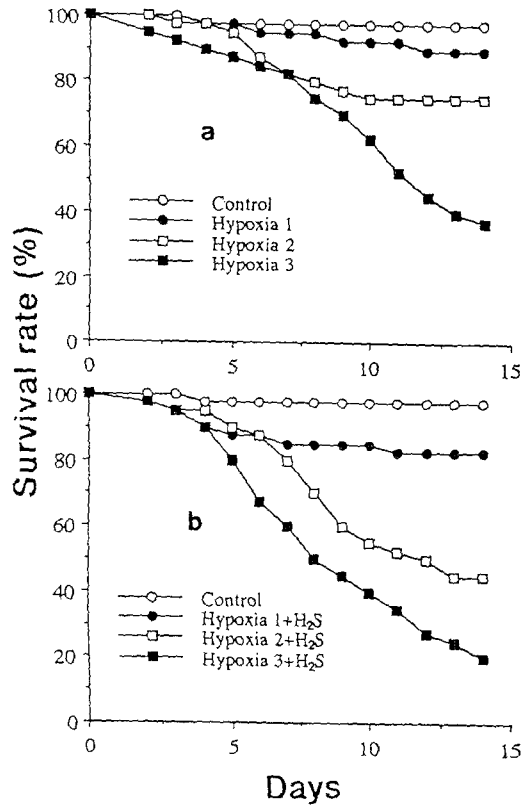 100
80
60
40
20
0
a
Control
Hypoxia 1
Hypoxia 2
Hypoxia 3
0 5 10 15
Survival rate (%)
100
80
60
40
20
0
b
Control
Hypoxia 1+H₂S
Hypoxia 2+H₂S
Hypoxia 3+H₂S
0 5 10 15
Days